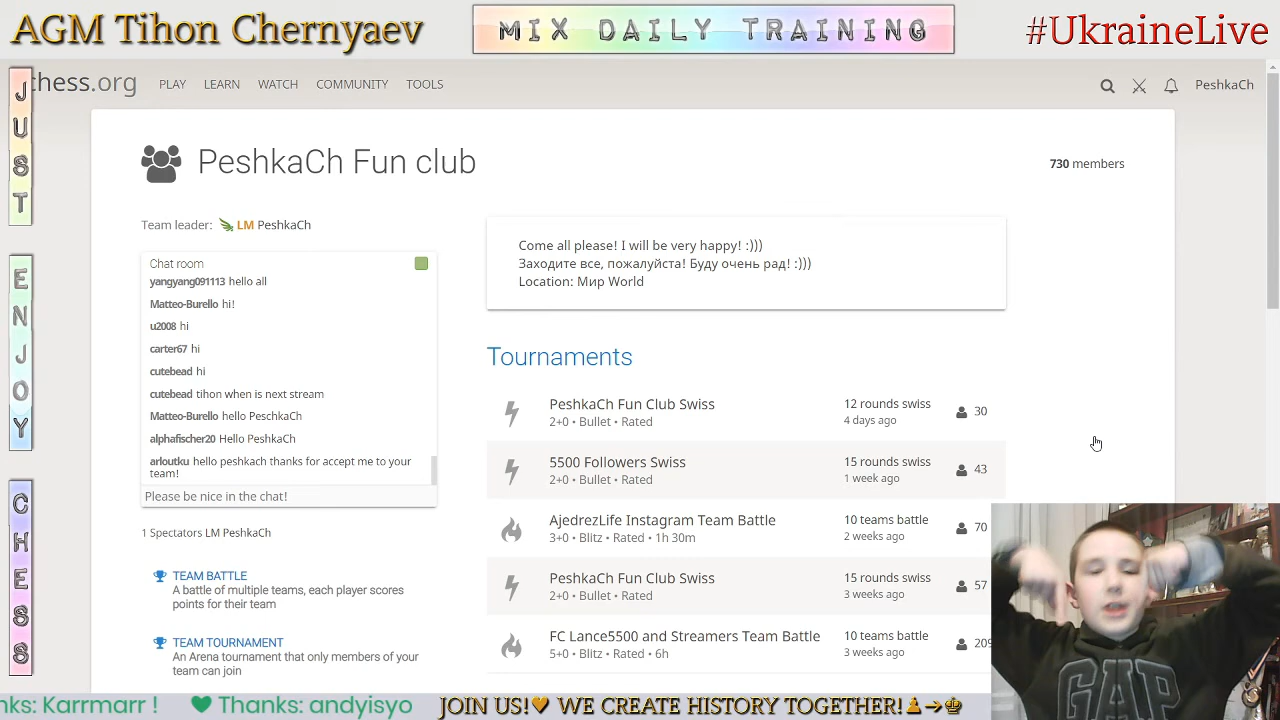 AGM Tihon Chernyaev
MIX DAILY TRAINING
#UkraineLive
JUST
ENJOY
CHESS
chess.org
PLAY LEARN WATCH COMMUNITY TOOLS
PeshkaCh
PeshkaCh Fun club
730 members
Team leader: LM PeshkaCh
Chat room
yangyang091113 hello all
Matteo-Burello hi!
u2008 hi
carter67 hi
cutebead hi
cutebead tihon when is next stream
Matteo-Burello hello PeschkaCh
alphafischer20 Hello PeshkaCh
arloutku hello peshkach thanks for accept me to your
team!
Please be nice in the chat!
1 Spectators LM PeshkaCh
TEAM BATTLE
A battle of multiple teams, each player scores
points for their team
TEAM TOURNAMENT
An Arena tournament that only members of your
team can join
Come all please! I will be very happy! :)))
Заходите все, пожалуйста! Буду очень рад! :)))
Location: Мир World
Tournaments
PeshkaCh Fun Club Swiss
2+0 • Bullet • Rated
12 rounds swiss
4 days ago
30
5500 Followers Swiss
2+0 • Bullet • Rated
15 rounds swiss
1 week ago
43
AjedrezLife Instagram Team Battle
3+0 • Blitz • Rated • 1h 30m
10 teams battle
2 weeks ago
70
PeshkaCh Fun Club Swiss
2+0 • Bullet • Rated
15 rounds swiss
3 weeks ago
57
FC Lance5500 and Streamers Team Battle
5+0 • Blitz • Rated • 6h
10 teams battle
3 weeks ago
209
GAP
nks: Karrmarr ! 💚 Thanks: andyisyo
JOIN US!🧡 WE CREATE HISTORY TOGETHER!♟→♚